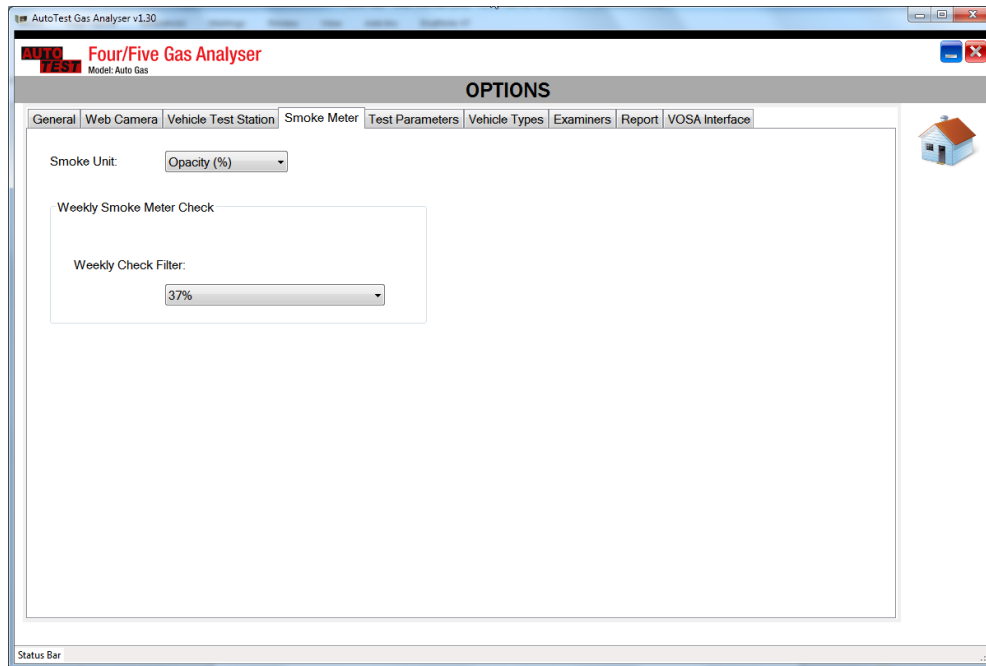 AutoTest Gas Analyser v1.30
AUTO TEST
Four/Five Gas Analyser
Model: Auto Gas
OPTIONS
General Web Camera Vehicle Test Station Smoke Meter Test Parameters Vehicle Types Examiners Report VOSA Interface
Smoke Unit: Opacity (%)
Weekly Smoke Meter Check
Weekly Check Filter:
37%
Status Bar